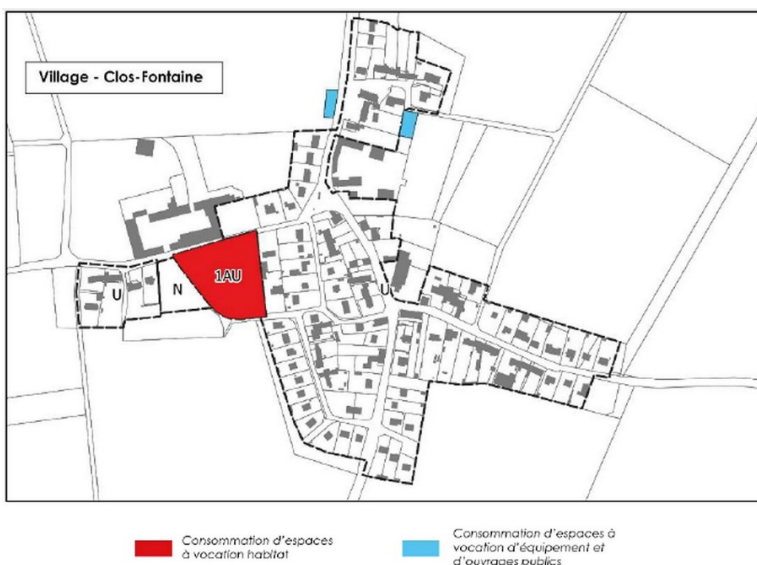 Village - Clos-Fontaine
1AU
U
N
U
Consommation d'espaces
à vocation habitat
Consommation d'espaces à
vocation d'équipement et
d'ouvrages publics